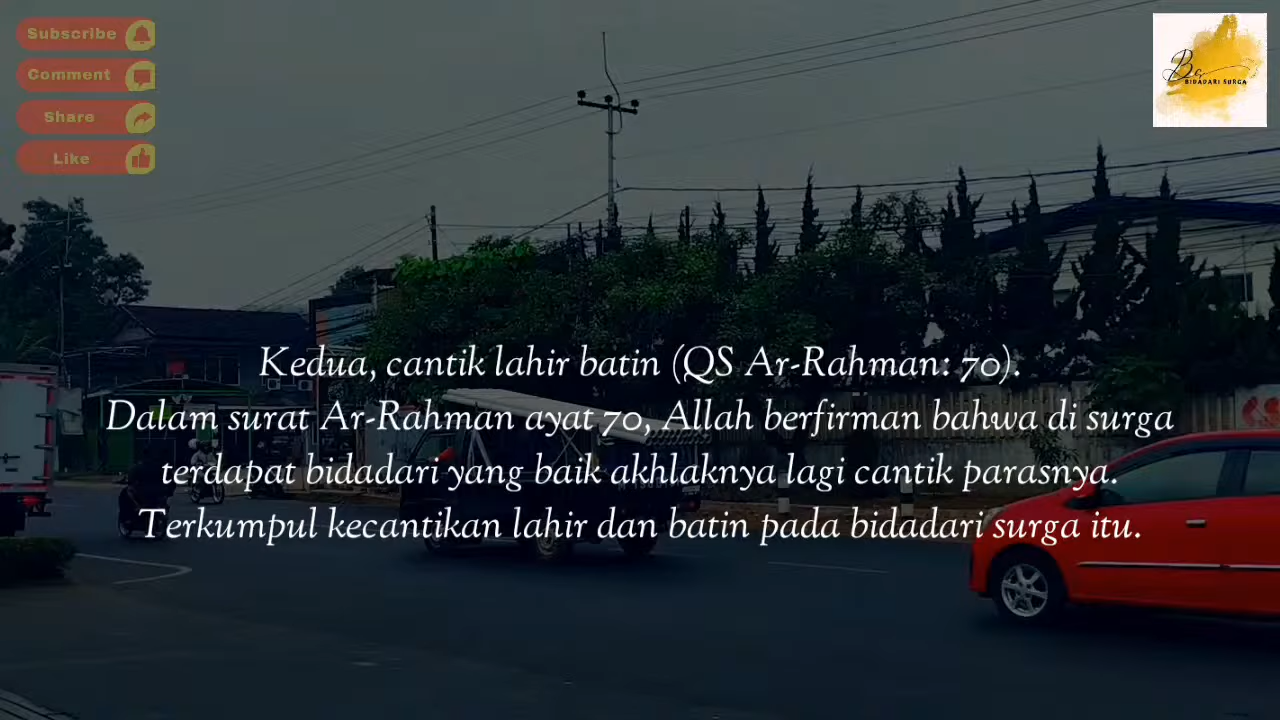 Subscribe
Comment
Share
Like
BIDADARI SURGA
Kedua, cantik lahir batin (QS Ar-Rahman: 70).
Dalam surat Ar-Rahman ayat 70, Allah berfirman bahwa di surga
terdapat bidadari yang baik akhlaknya lagi cantik parasnya.
Terkumpul kecantikan lahir dan batin pada bidadari surga itu.